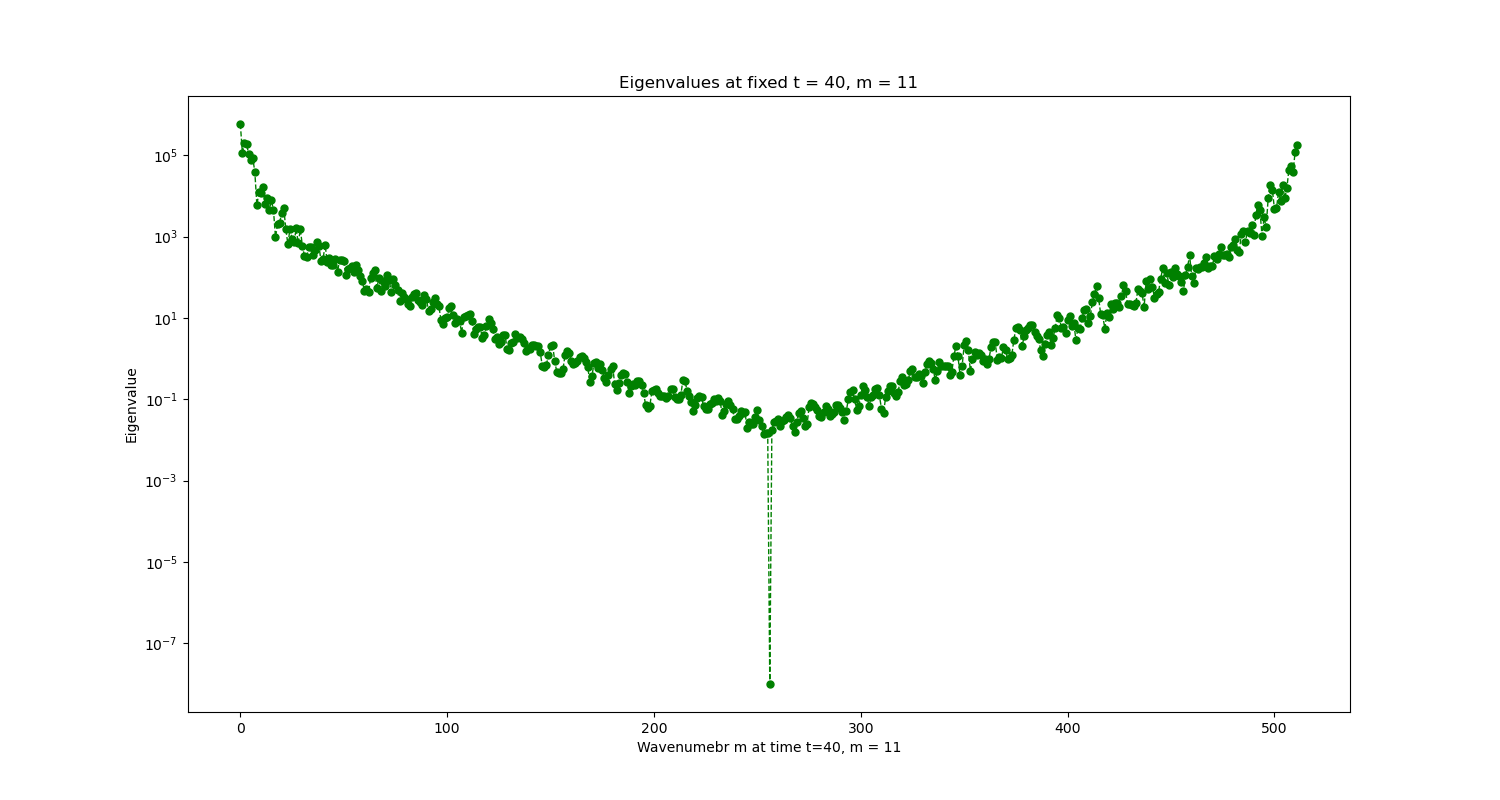 Eigenvalues at fixed t = 40, m = 11
Eigenvalue
10^5
10^3
10^1
10^−1
10^−3
10^−5
10^−7
0 100 200 300 400 500
Wavenumebr m at time t=40, m = 11